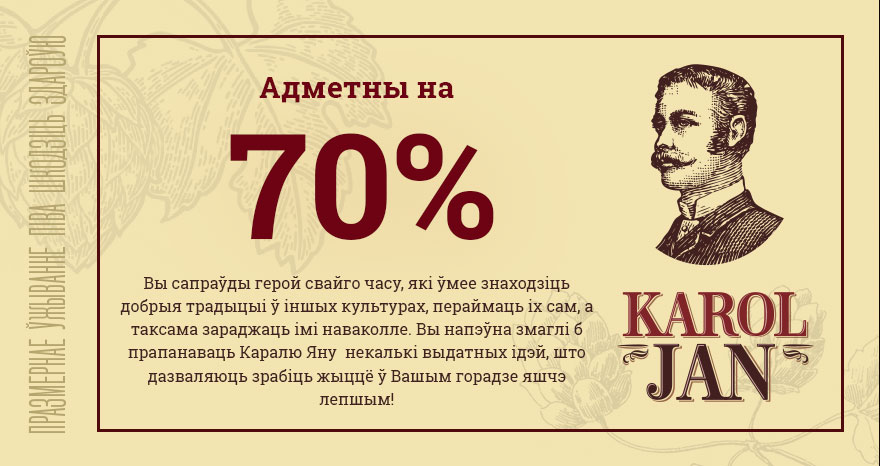 ПРАЗМЕРНАЕ ЎЖЫВАННЕ ПІВА ШКОДЗІЦЬ ЗДАРОЎЮ
Адметны на
70%
Вы сапраўды герой свайго часу, які ўмее знаходзіць
добрыя традыцыі ў іншых культурах, пераймаць іх сам, а
таксама зараджаць імі наваколле. Вы напэўна змаглі б
прапанаваць Каралю Яну некалькі выдатных ідэй, што
дазваляюць зрабіць жыццё ў Вашым горадзе яшчэ
лепшым!
KAROL
JAN